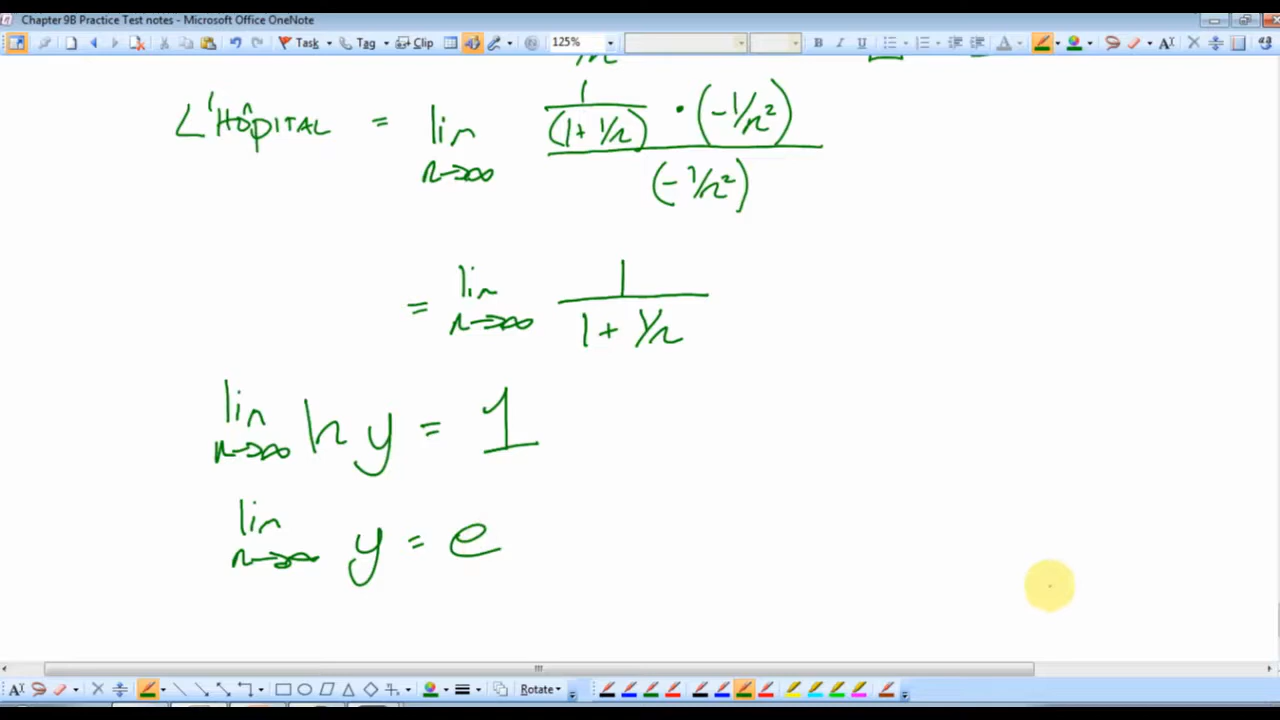 Chapter 9B Practice Test notes - Microsoft Office OneNote
Task Tag Clip 125% B I U A
L'HÔPITAL = lim n→∞ 1/(1+1/n) · (-1/n²) / (-1/n²)
= lim n→∞ 1/(1+1/n)
lim n→∞ ln y = 1
lim n→∞ y = e
Rotate